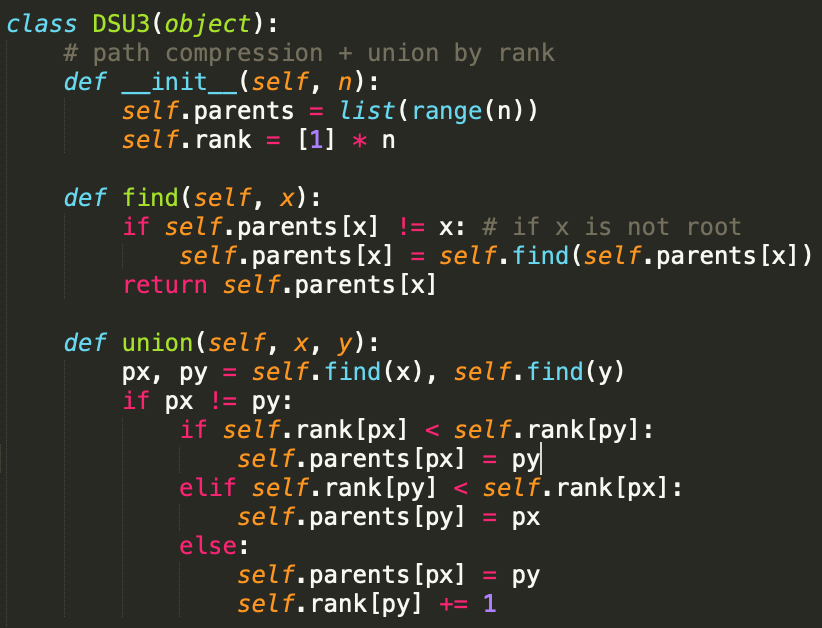 class DSU3(object):
    # path compression + union by rank
    def __init__(self, n):
        self.parents = list(range(n))
        self.rank = [1] * n

    def find(self, x):
        if self.parents[x] != x: # if x is not root
            self.parents[x] = self.find(self.parents[x])
        return self.parents[x]

    def union(self, x, y):
        px, py = self.find(x), self.find(y)
        if px != py:
            if self.rank[px] < self.rank[py]:
                self.parents[px] = py
            elif self.rank[py] < self.rank[px]:
                self.parents[py] = px
            else:
                self.parents[px] = py
                self.rank[py] += 1